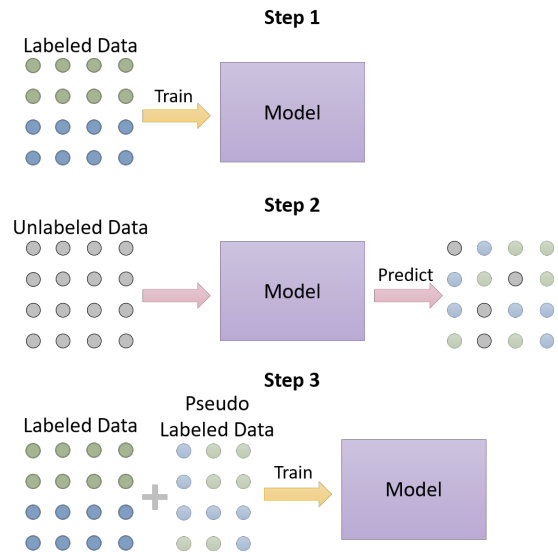 Step 1
Labeled Data
Train
Model
Step 2
Unlabeled Data
Model
Predict
Step 3
Labeled Data
Pseudo
Labeled Data
Train
Model